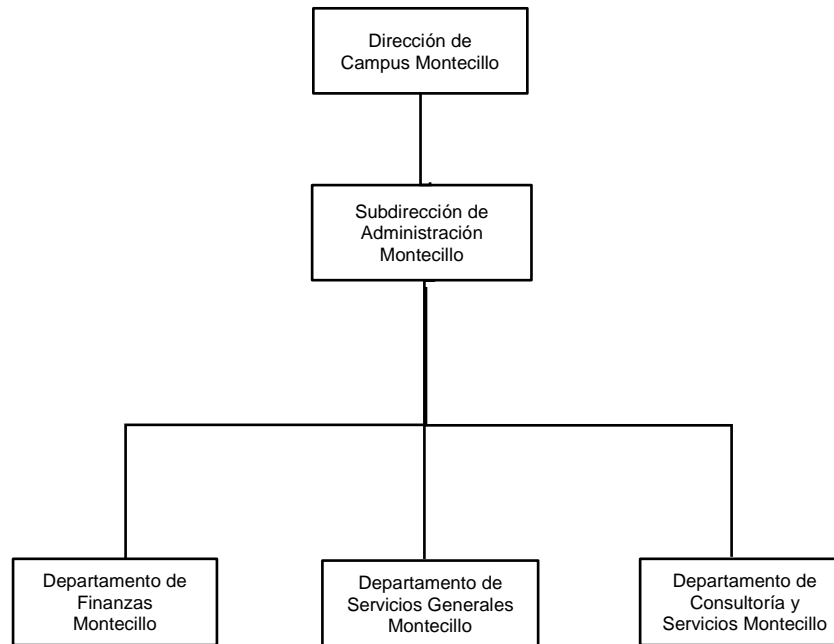 Dirección de
Campus Montecillo
Subdirección de
Administración
Montecillo
Departamento de
Finanzas
Montecillo
Departamento de
Servicios Generales
Montecillo
Departamento de
Consultoría y
Servicios Montecillo